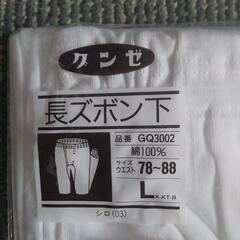 グンゼ
長ズボン下
品番 GQ3002
綿100%
サイズ
ウエスト 78~88
L K-KT-B
シロ(03)